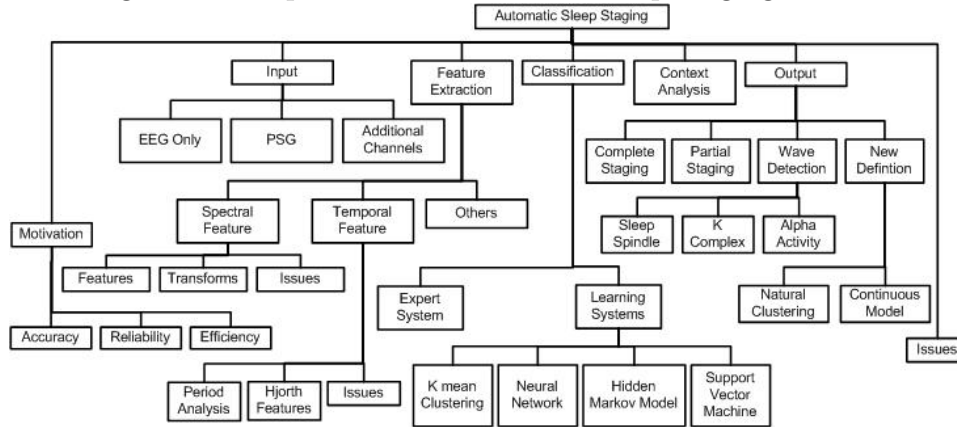 Automatic Sleep Staging
Input
Feature
Extraction
Classification
Context
Analysis
Output
EEG Only
PSG
Additional
Channels
Complete
Staging
Partial
Staging
Wave
Detection
New
Defintion
Motivation
Spectral
Feature
Temporal
Feature
Others
Sleep
Spindle
K
Complex
Alpha
Activity
Features
Transforms
Issues
Expert
System
Learning
Systems
Natural
Clustering
Continuous
Model
Accuracy
Reliability
Efficiency
Issues
Period
Analysis
Hjorth
Features
Issues
K mean
Clustering
Neural
Network
Hidden
Markov Model
Support
Vector
Machine